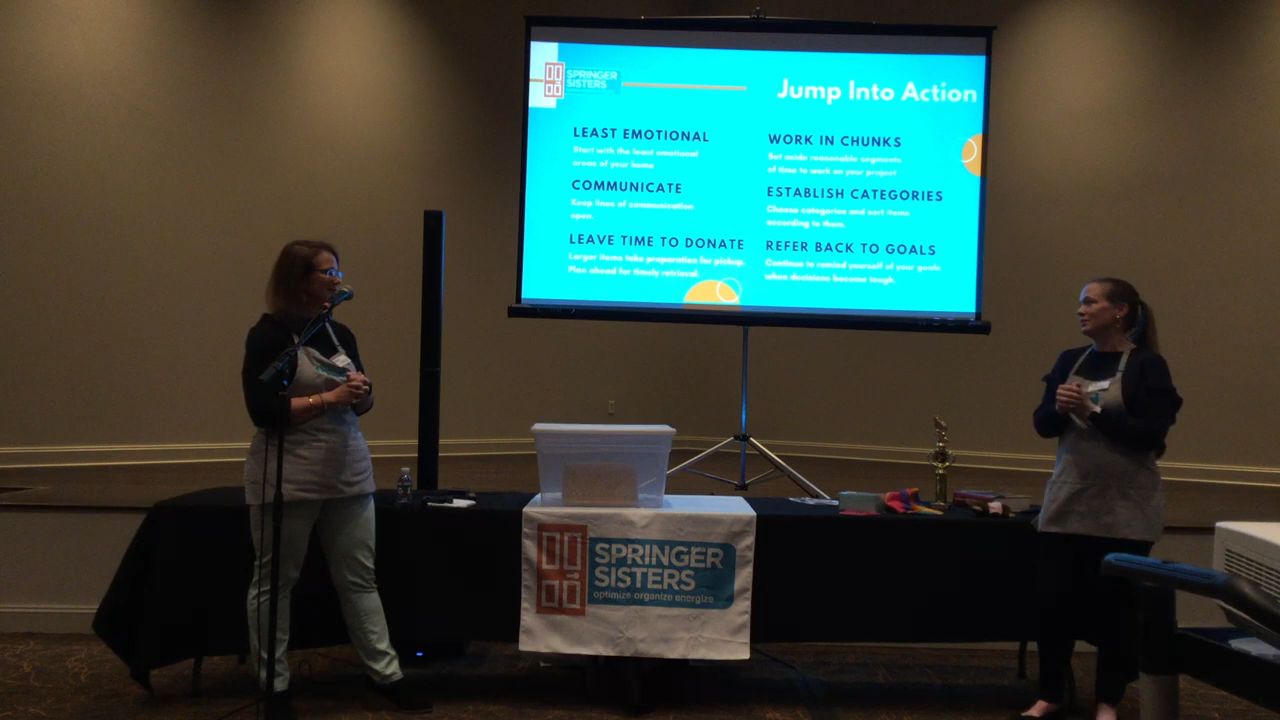 SPRINGER
SISTERS
Jump Into Action
LEAST EMOTIONAL
Start with the least emotional
areas of your home
COMMUNICATE
Keep lines of communication
open.
LEAVE TIME TO DONATE
Larger items take preparation for pickup.
Plan ahead for timely retrieval.
WORK IN CHUNKS
Set aside reasonable segments
of time to work on your project
ESTABLISH CATEGORIES
Choose categories and sort items
according to them.
REFER BACK TO GOALS
Continue to remind yourself of your goals
when decisions become tough.
SPRINGER
SISTERS
optimize organize energize